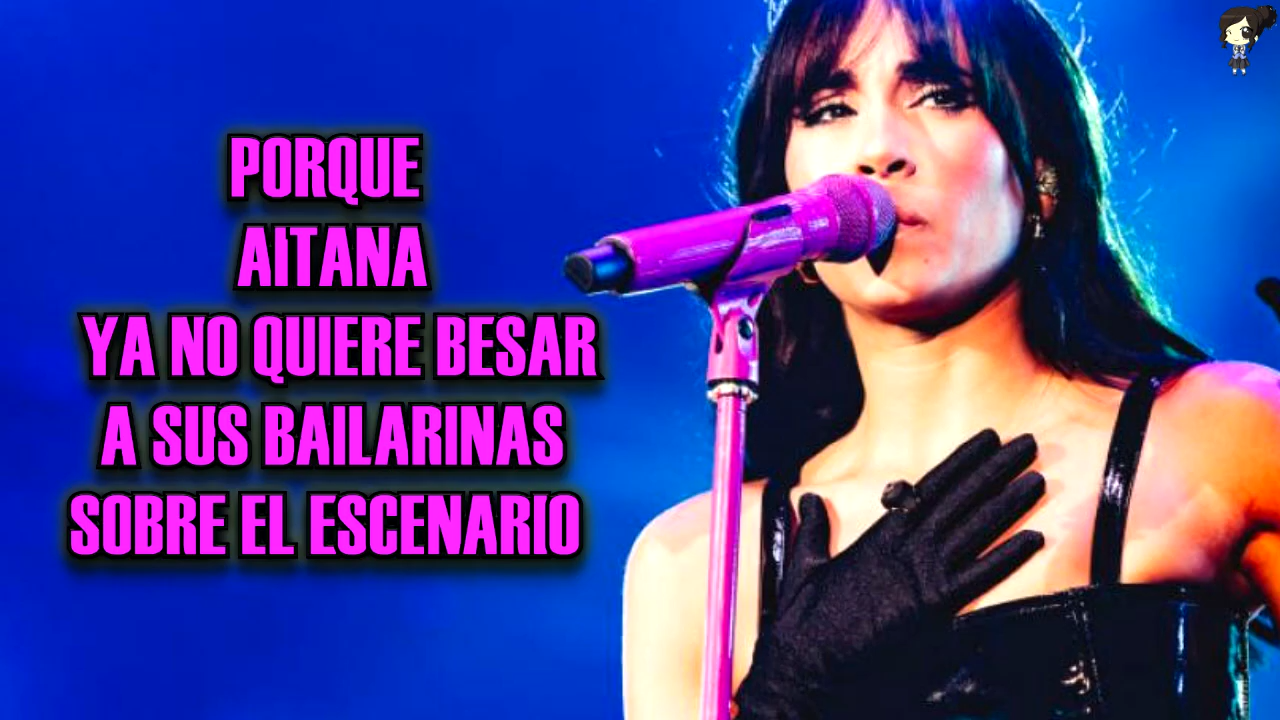 PORQUE
AITANA
YA NO QUIERE BESAR
A SUS BAILARINAS
SOBRE EL ESCENARIO